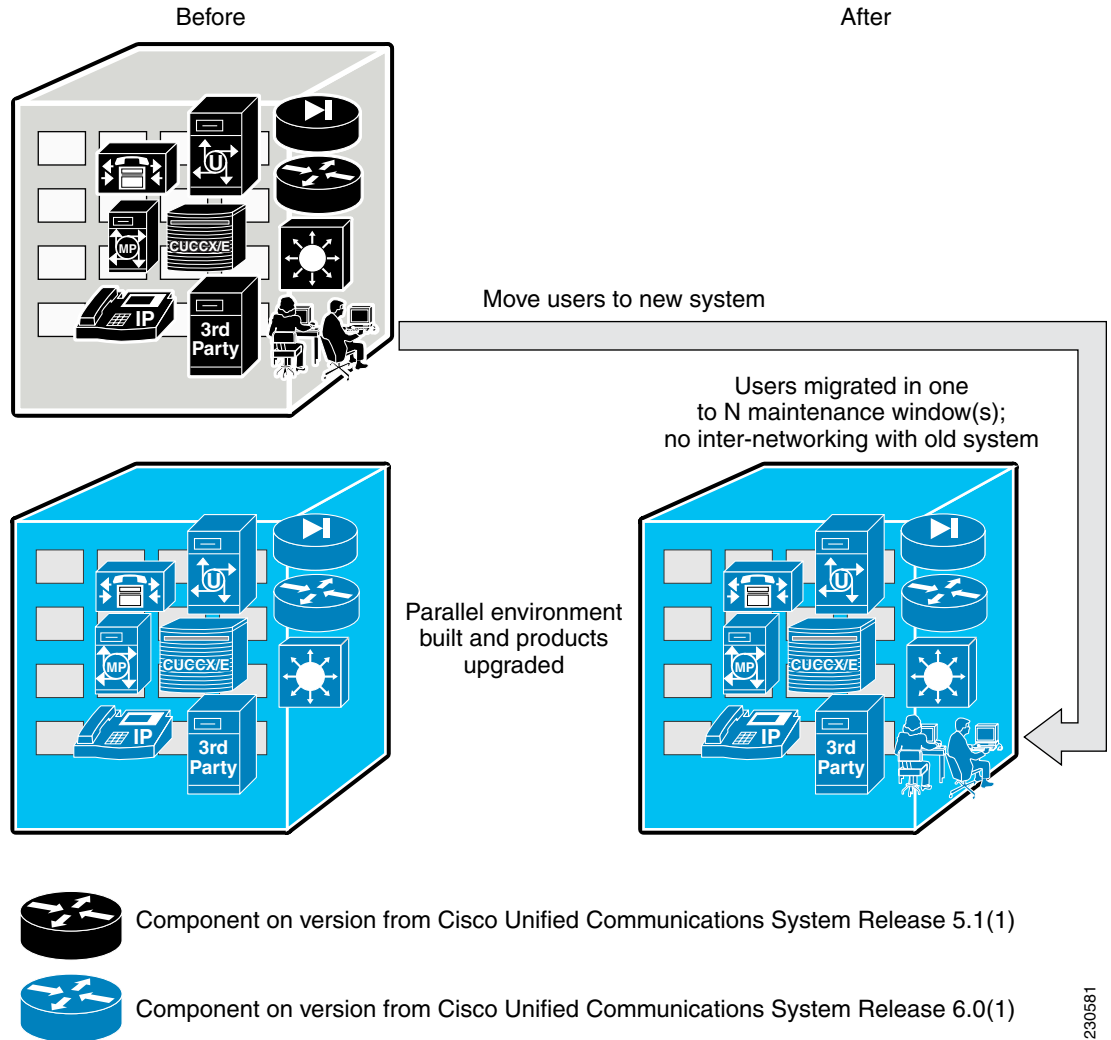 Before
After
U
MP
CUCCX/E
IP
3rd
Party
Move users to new system
Users migrated in one
to N maintenance window(s);
no inter-networking with old system
U
MP
CUCCX/E
IP
3rd
Party
Parallel environment
built and products
upgraded
U
MP
CUCCX/E
IP
3rd
Party
Component on version from Cisco Unified Communications System Release 5.1(1)
Component on version from Cisco Unified Communications System Release 6.0(1)
230581